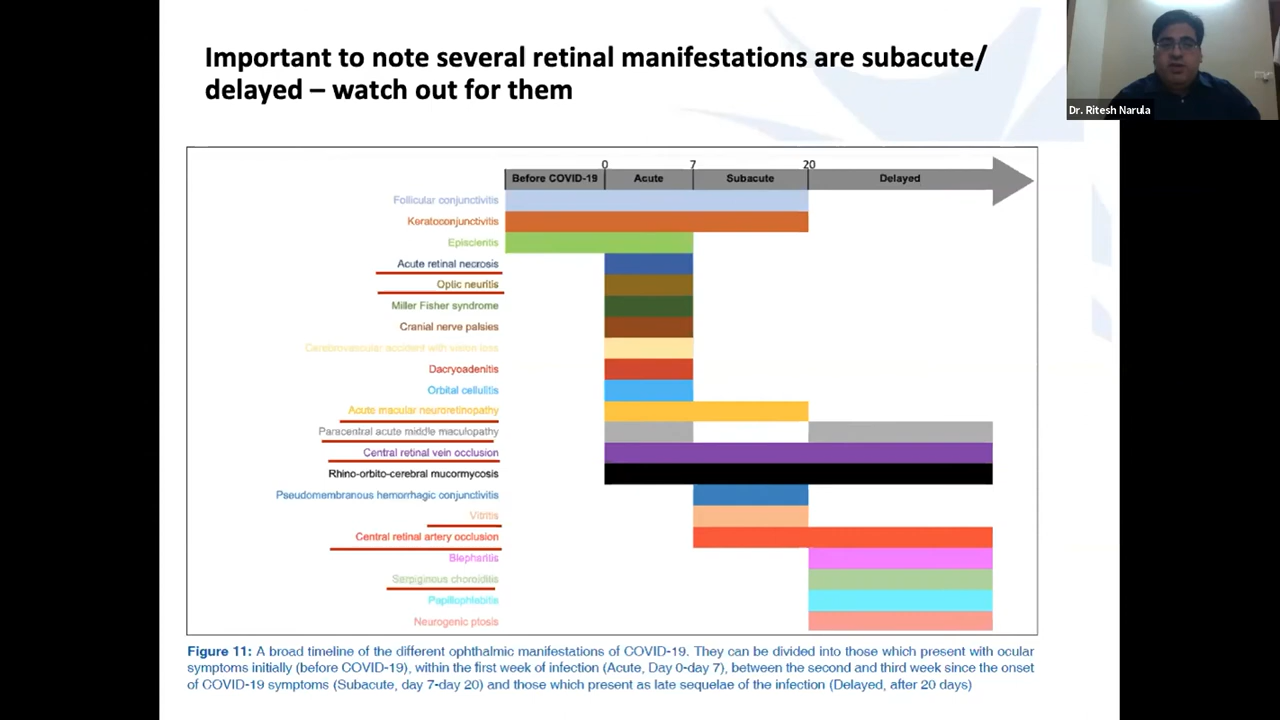 Important to note several retinal manifestations are subacute/
delayed – watch out for them
Dr. Ritesh Narula
0 7 20
Before COVID-19 Acute Subacute Delayed
Follicular conjunctivitis
Keratoconjunctivitis
Episcleritis
Acute retinal necrosis
Optic neuritis
Miller Fisher syndrome
Cranial nerve palsies
Cerebrovascular accident with vision loss
Dacryoadenitis
Orbital cellulitis
Acute macular neuroretinopathy
Paracentral acute middle maculopathy
Central retinal vein occlusion
Rhino-orbito-cerebral mucormycosis
Pseudomembranous hemorrhagic conjunctivitis
Vitritis
Central retinal artery occlusion
Blepharitis
Serpiginous choroiditis
Papillophlebitis
Neurogenic ptosis
Figure 11: A broad timeline of the different ophthalmic manifestations of COVID-19. They can be divided into those which present with ocular
symptoms initially (before COVID-19), within the first week of infection (Acute, Day 0-day 7), between the second and third week since the onset
of COVID-19 symptoms (Subacute, day 7-day 20) and those which present as late sequelae of the infection (Delayed, after 20 days)